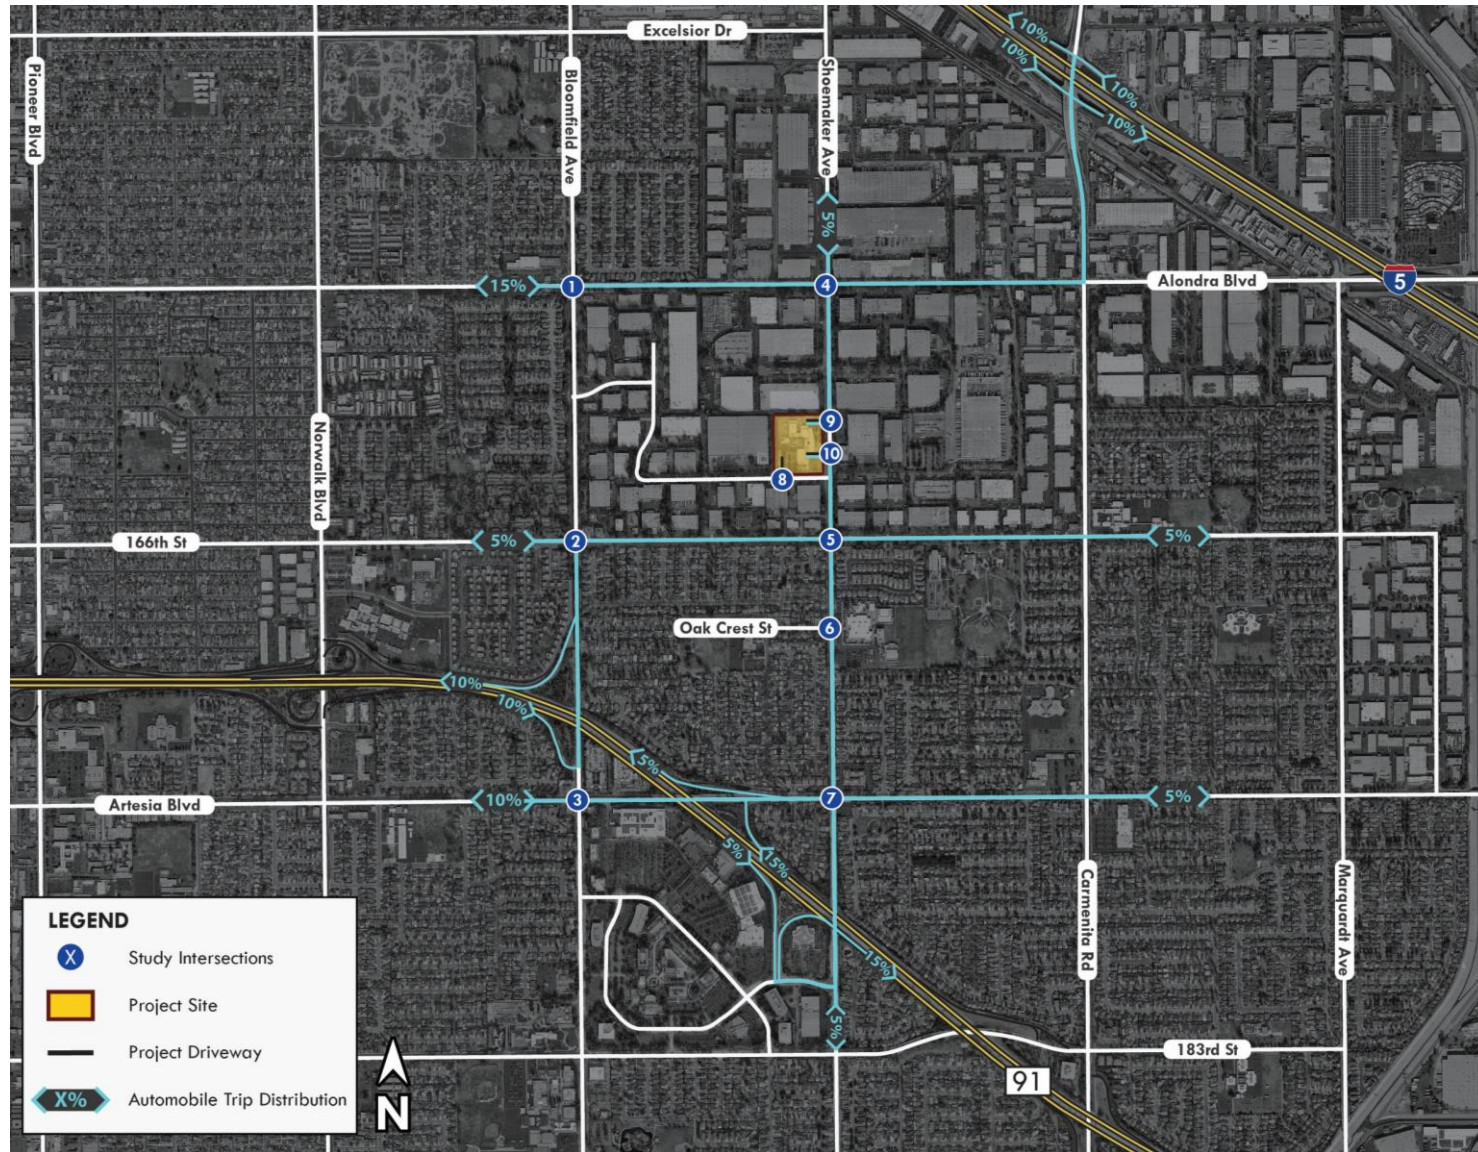 Excelsior Dr
Pioneer Blvd
Bloomfield Ave
Shoemaker Ave
10%
10%
10%
10%
5%
15%
1
4
Alondra Blvd
5
9
10
8
Norwalk Blvd
166th St
5%
2
5
5%
Oak Crest St
6
10%
10%
5%
Artesia Blvd
10%
3
7
5%
5%
15%
15%
5%
Carmenita Rd
Marquardt Ave
183rd St
91
LEGEND
X Study Intersections
Project Site
Project Driveway
X% Automobile Trip Distribution
N